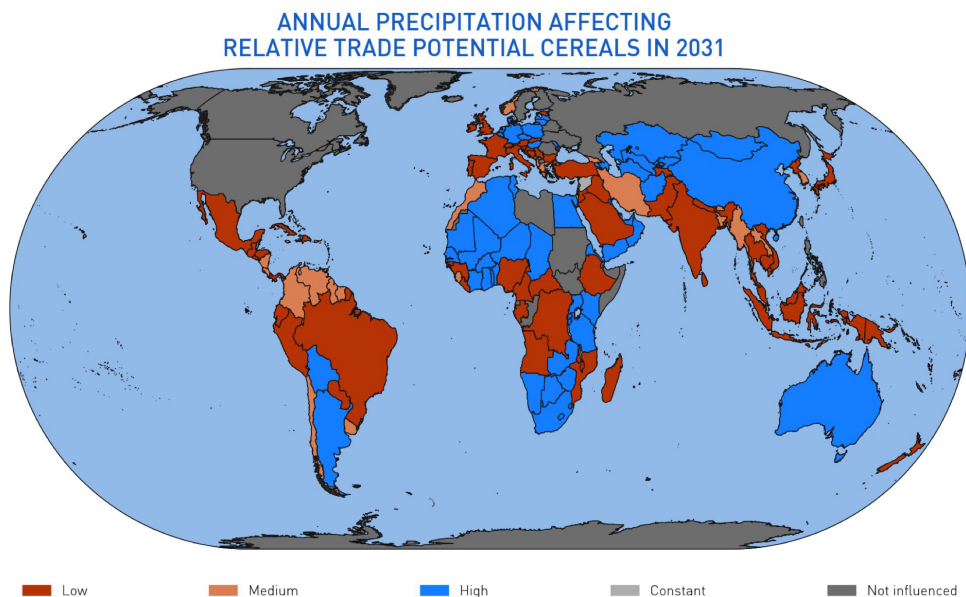 ANNUAL PRECIPITATION AFFECTING
RELATIVE TRADE POTENTIAL CEREALS IN 2031
Low
Medium
High
Constant
Not influenced